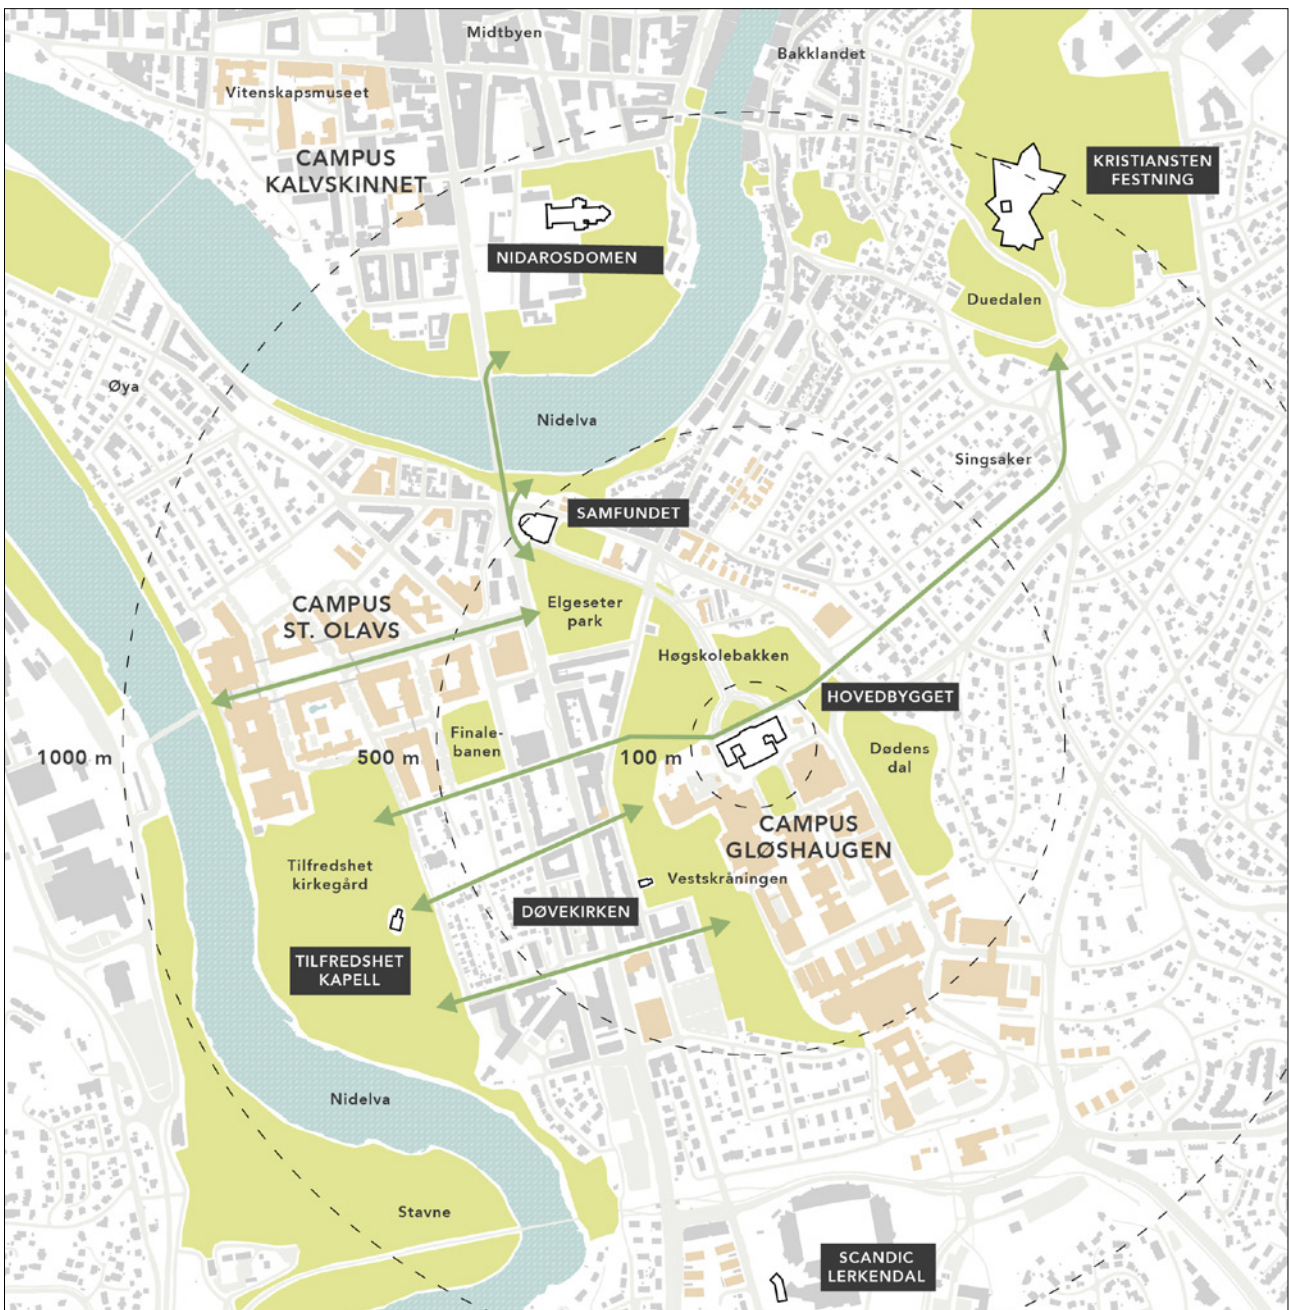 Midtbyen
Bakklandet
Vitenskapsmuseet
CAMPUS
KALVSKINNET
KRISTIANSTEN
FESTNING
NIDAROSDOMEN
Duedalen
Øya
Nidelva
Singsaker
SAMFUNDET
CAMPUS
ST. OLAVS
Elgeseter
park
Høgskolebakken
HOVEDBYGGET
Finale-
banen
Dødens
dal
1000 m
500 m
100 m
CAMPUS
GLØSHAUGEN
Tilfredshet
kirkegård
Vestskråningen
DØVEKIRKEN
TILFREDSHET
KAPELL
Nidelva
Stavne
SCANDIC
LERKENDAL